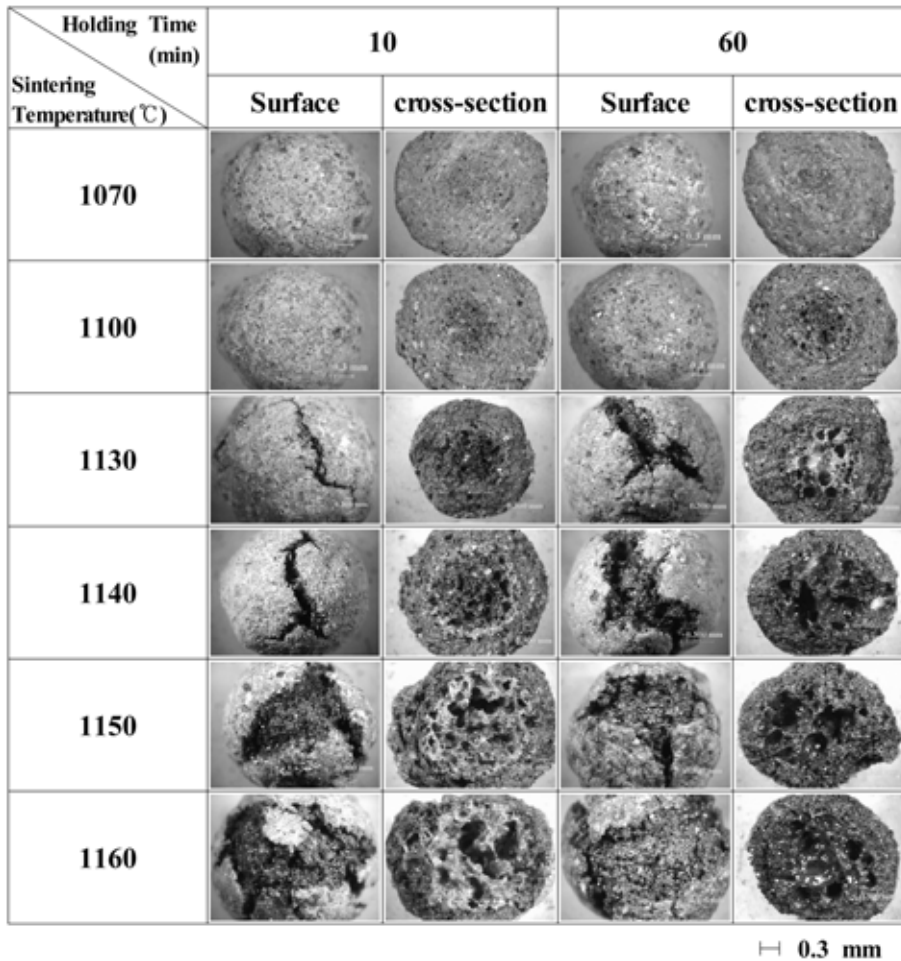 Holding Time
(min)
Sintering
Temperature(℃)
10
60
Surface
cross-section
Surface
cross-section
1070
1100
1130
1140
1150
1160
0.3 mm